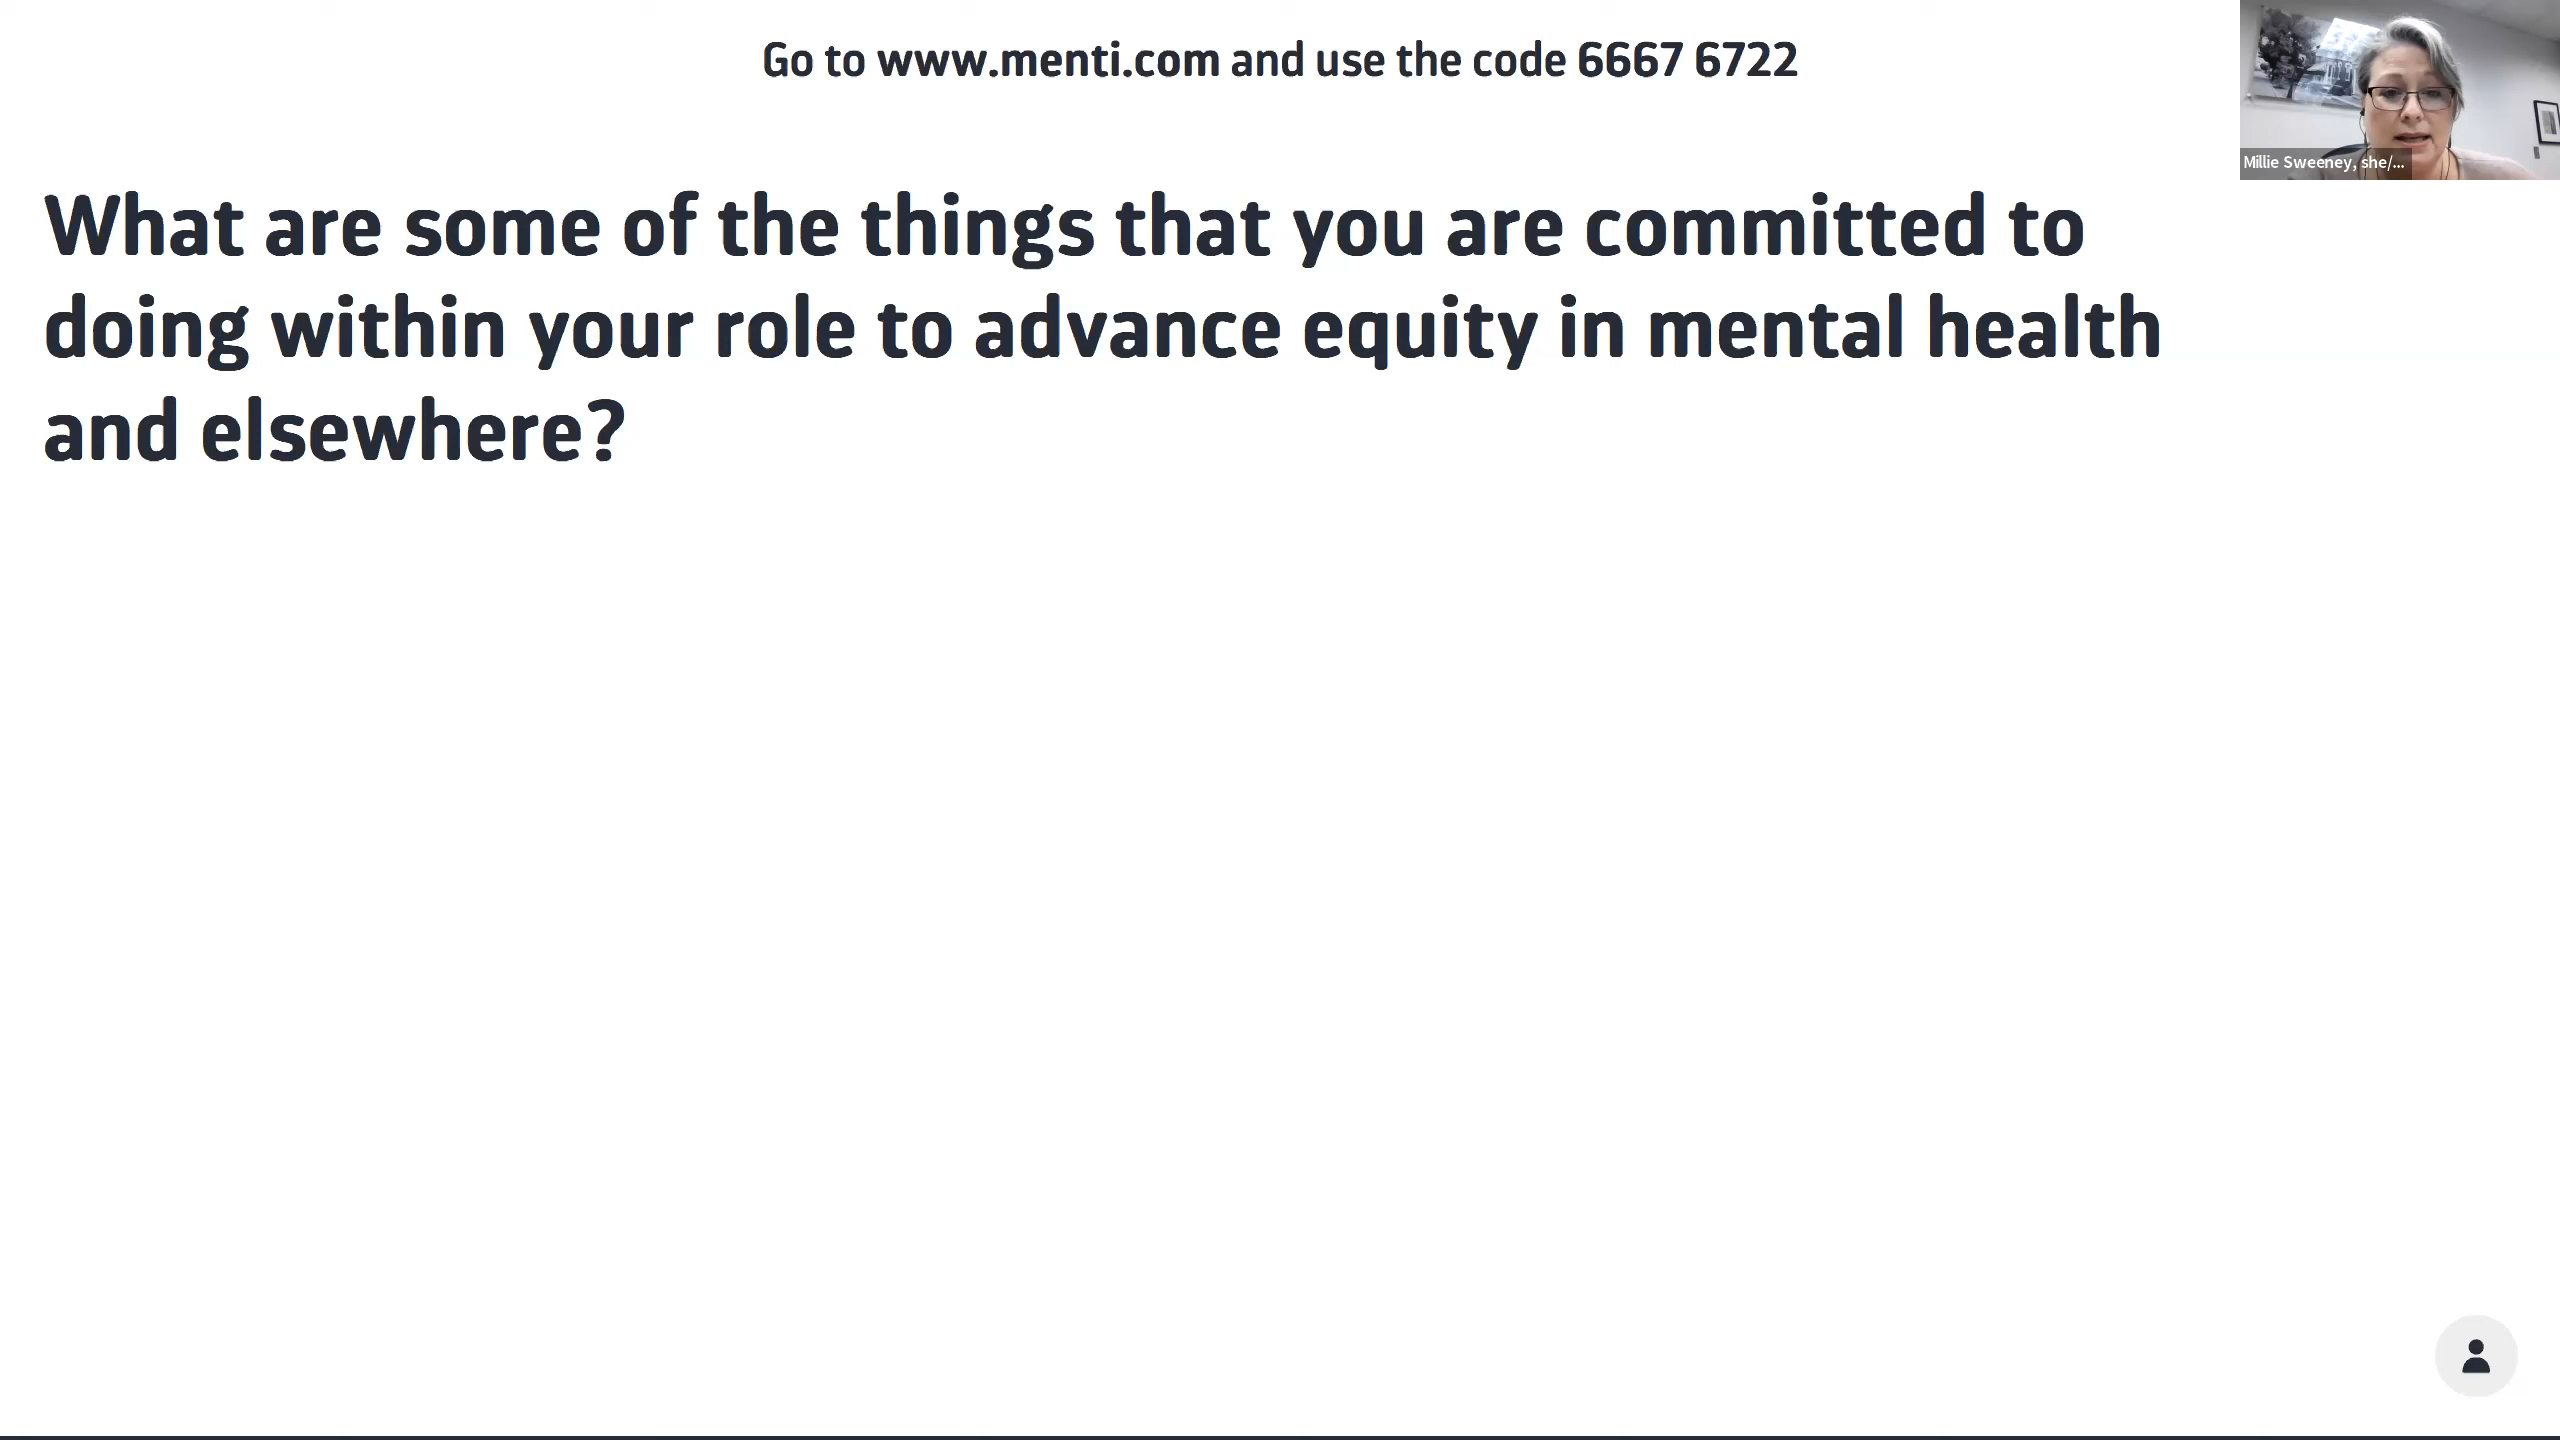 Go to www.menti.com and use the code 6667 6722
Millie Sweeney, she/...
What are some of the things that you are committed to
doing within your role to advance equity in mental health
and elsewhere?